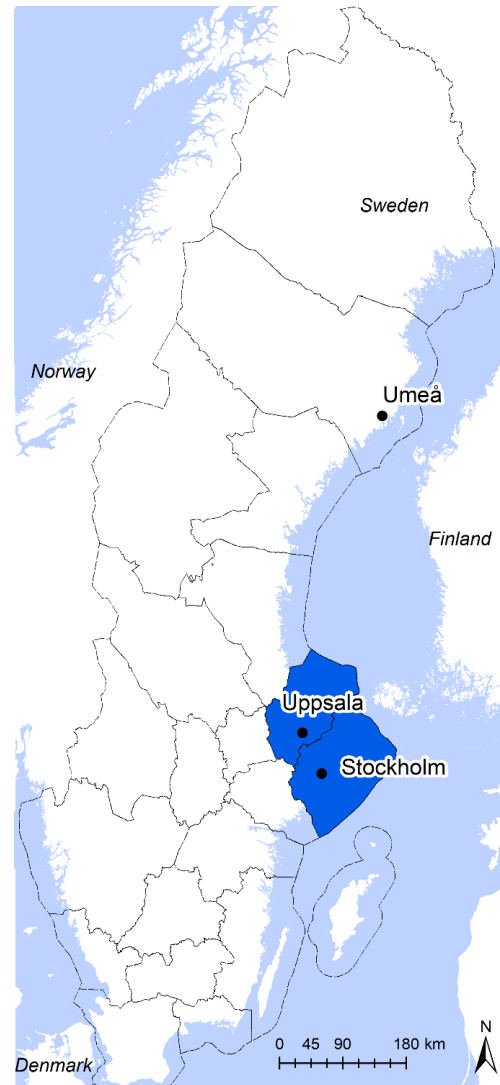 Sweden
Norway
Umeå
Finland
Uppsala
Stockholm
N
0 45 90 180 km
Denmark